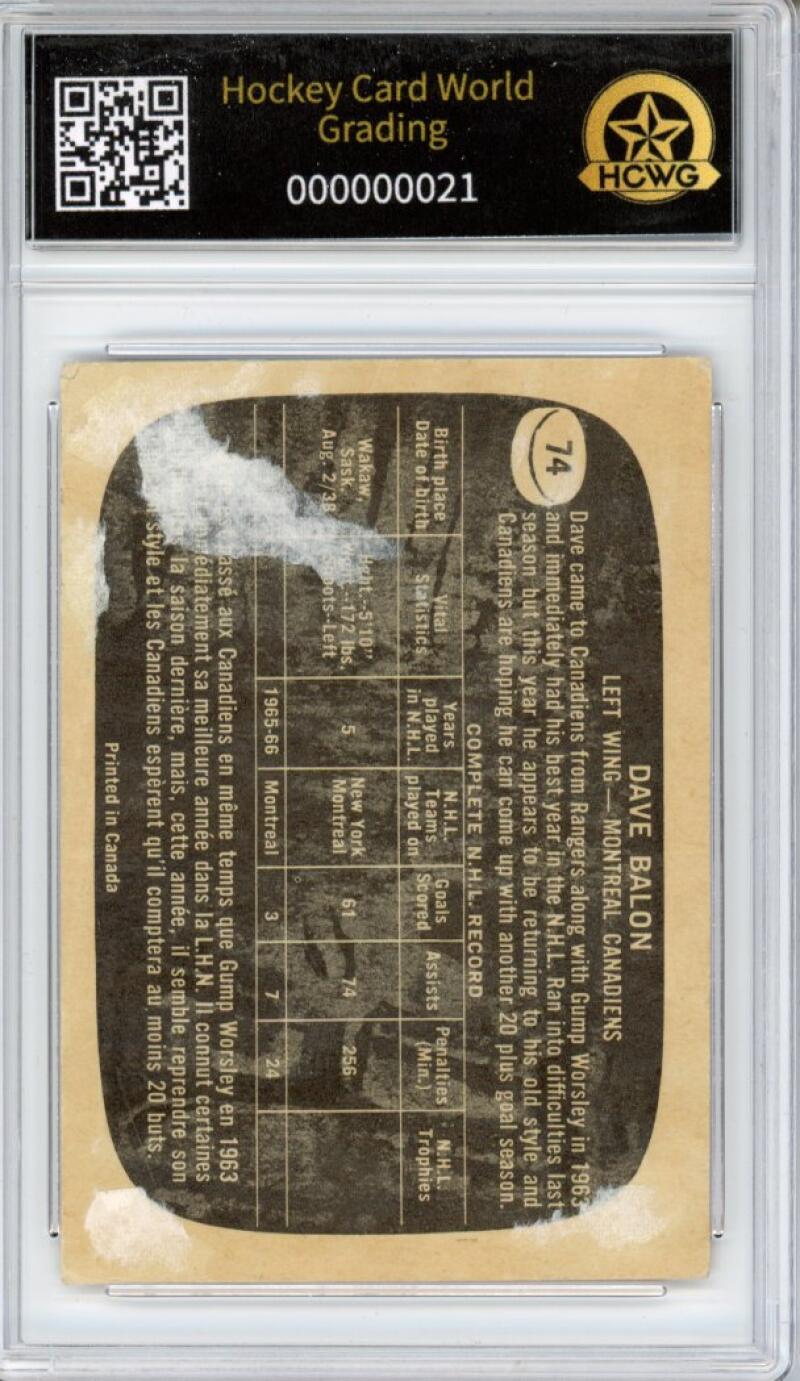 Hockey Card World
Grading
000000021
HCWG
74
DAVE BALON
LEFT WING — MONTREAL CANADIENS
Dave came to Canadiens from Rangers along with Gump Worsley in 1963
and immediately had his best year in the N.H.L. Ran into difficulties last
season but this year he appears to be returning to his old style and
Canadiens are hoping he can come up with another 20 plus goal season.
COMPLETE N.H.L. RECORD
Birth place
Date of birth
Vital
Statistics
Years
played
in N.H.L.
N.H.L.
Teams
played on
Goals
Scored
Assists
Penalties
(Min.)
N.H.L.
Trophies
Wakaw,
Sask.
Aug. 2/38
--5'10"
--172 lbs.
--Left
5
New York
Montreal
61
74
256
1965-66
Montreal
3
7
24
aux Canadiens en même temps que Gump Worsley en 1963
sa meilleure année dans la L.H.N. Il connut certaines
la saison dernière, mais, cette année, il semble reprendre son
style et les Canadiens espèrent qu'il comptera au moins 20 buts.
Printed in Canada